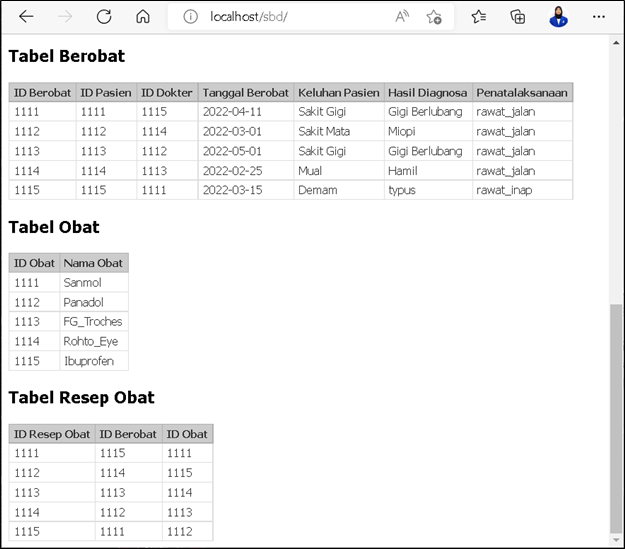 localhost/sbd/
Tabel Berobat
ID Berobat ID Pasien ID Dokter Tanggal Berobat Keluhan Pasien Hasil Diagnosa Penatalaksanaan
1111 1111 1115 2022-04-11 Sakit Gigi Gigi Berlubang rawat_jalan
1112 1112 1114 2022-03-01 Sakit Mata Miopi rawat_jalan
1113 1113 1112 2022-05-01 Sakit Gigi Gigi Berlubang rawat_jalan
1114 1114 1113 2022-02-25 Mual Hamil rawat_jalan
1115 1115 1111 2022-03-15 Demam typus rawat_inap
Tabel Obat
ID Obat Nama Obat
1111 Sanmol
1112 Panadol
1113 FG_Troches
1114 Rohto_Eye
1115 Ibuprofen
Tabel Resep Obat
ID Resep Obat ID Berobat ID Obat
1111 1115 1111
1112 1114 1115
1113 1113 1114
1114 1112 1113
1115 1111 1112